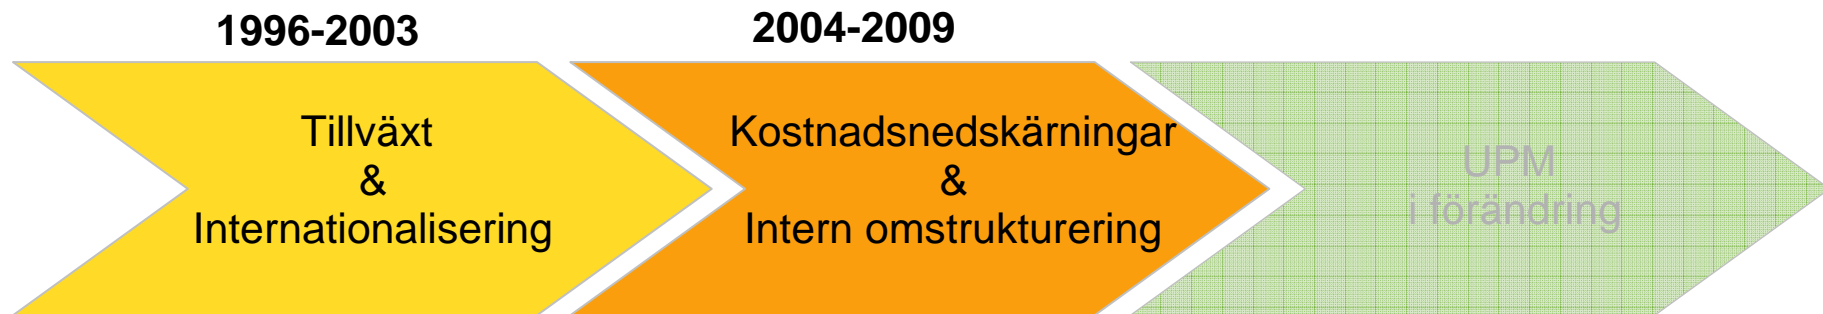 1996-2003
2004-2009
Tillväxt
&
Internationalisering
Kostnadsnedskärningar
&
Intern omstrukturering
UPM
i förändring